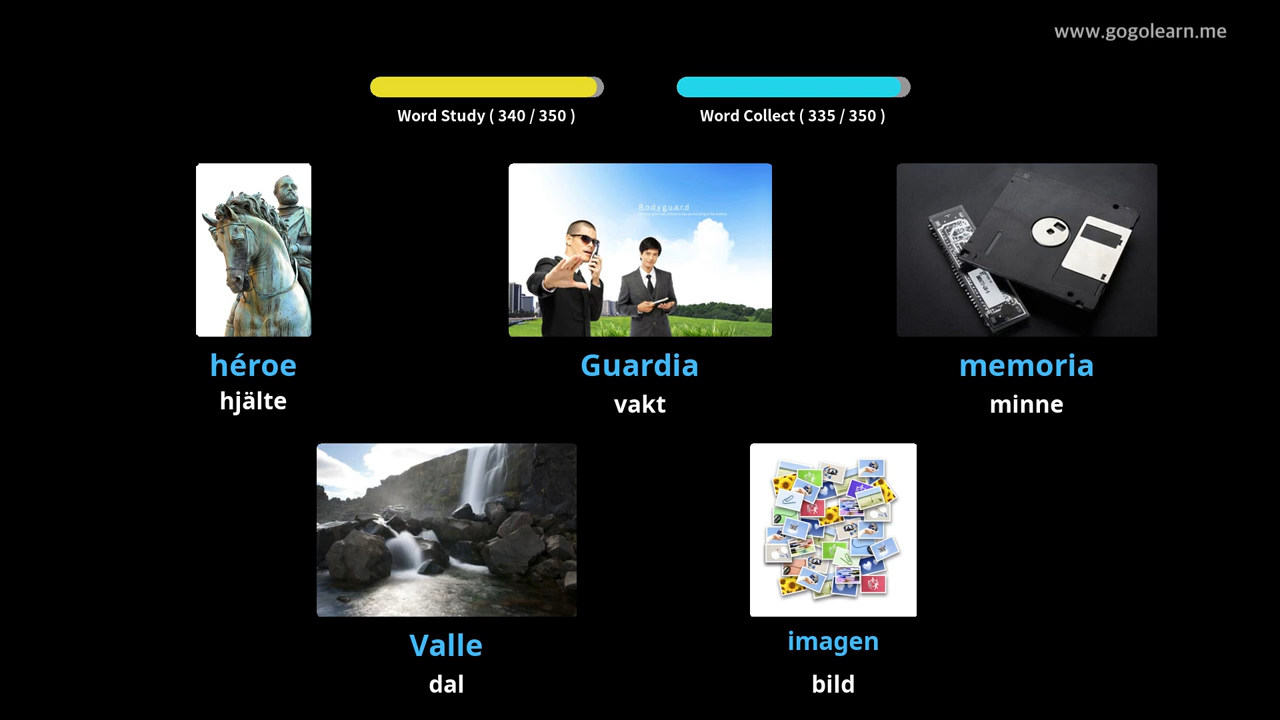 www.gogolearn.me
Word Study ( 340 / 350 )
Word Collect ( 335 / 350 )
Bodyguard
héroe
hjälte
Guardia
vakt
memoria
minne
Valle
dal
imagen
bild